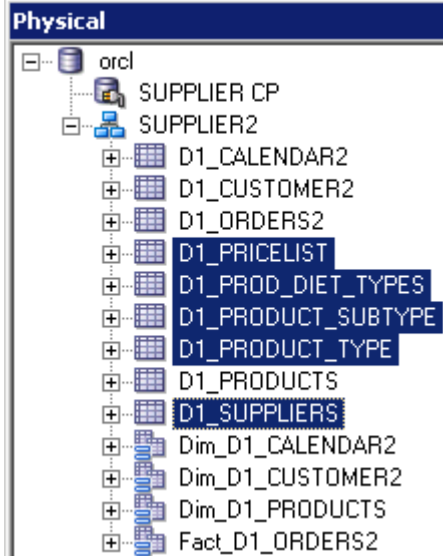 Physical
orcl
SUPPLIER CP
SUPPLIER2
D1_CALENDAR2
D1_CUSTOMER2
D1_ORDERS2
D1_PRICELIST
D1_PROD_DIET_TYPES
D1_PRODUCT_SUBTYPE
D1_PRODUCT_TYPE
D1_PRODUCTS
D1_SUPPLIERS
Dim_D1_CALENDAR2
Dim_D1_CUSTOMER2
Dim_D1_PRODUCTS
Fact_D1_ORDERS2